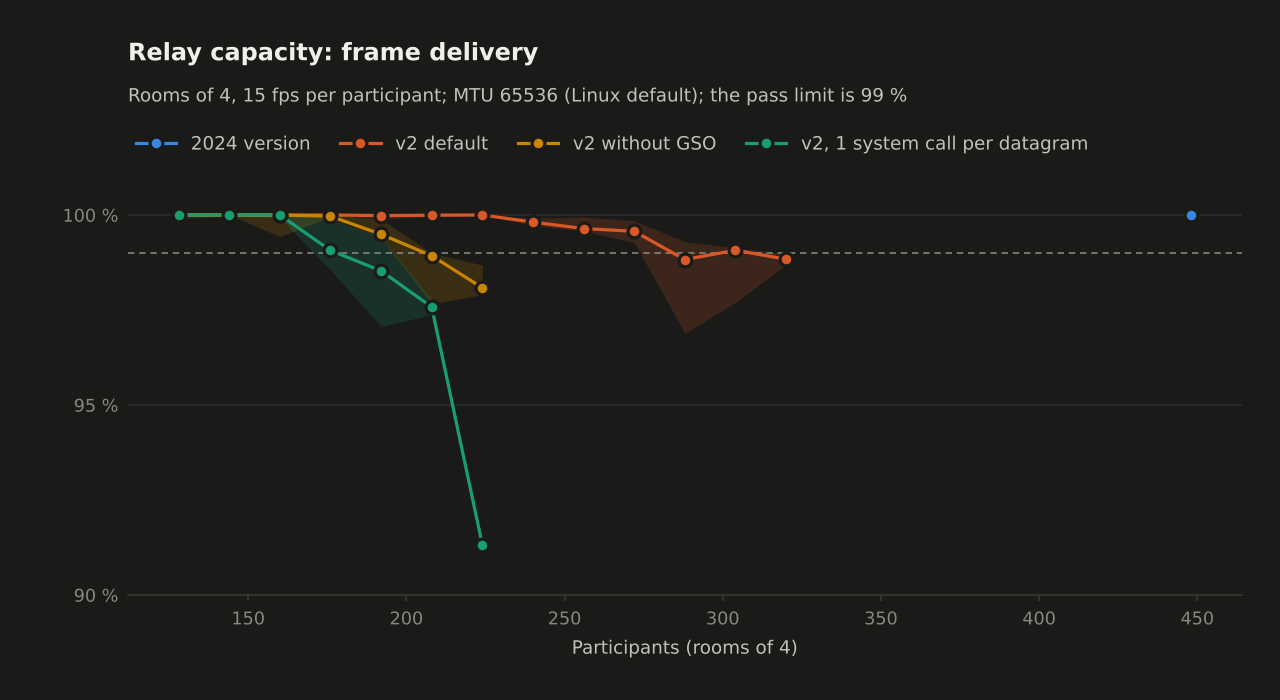 Relay capacity: frame delivery
Rooms of 4, 15 fps per participant; MTU 65536 (Linux default); the pass limit is 99 %
2024 version v2 default v2 without GSO v2, 1 system call per datagram
100 %
95 %
90 %
150 200 250 300 350 400 450
Participants (rooms of 4)